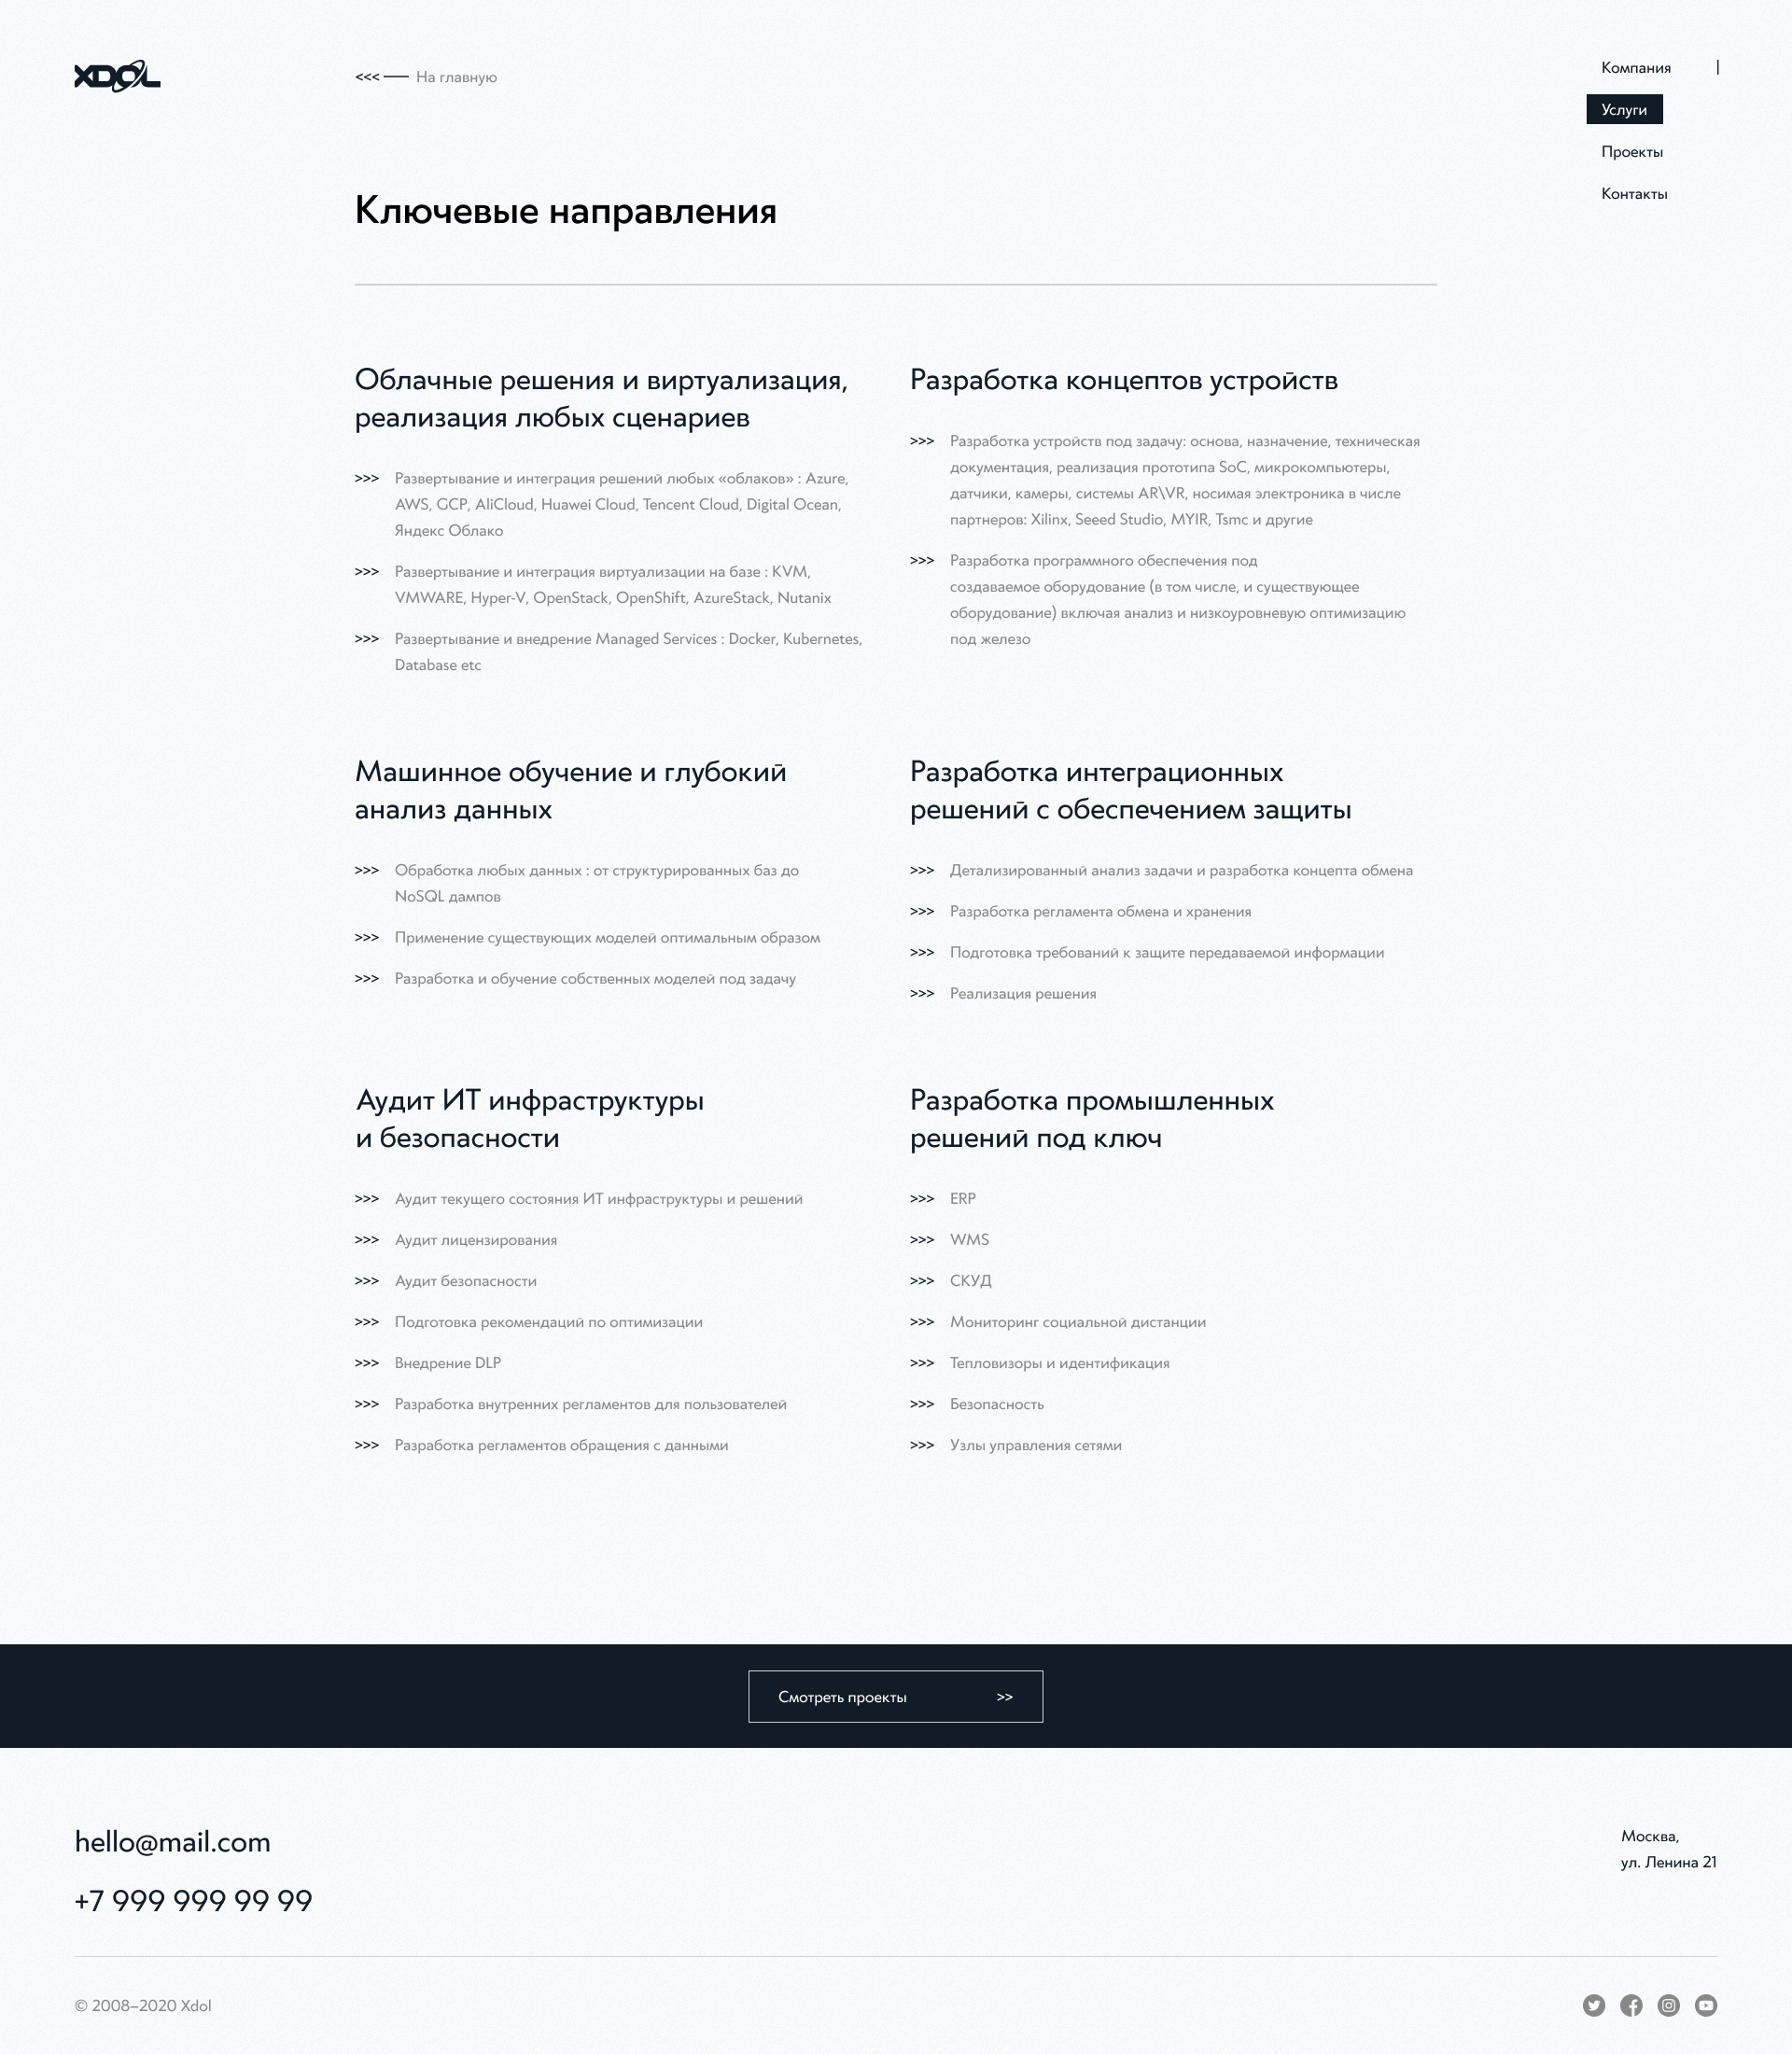 XDOL
<<< На главную
Компания
Услуги
Проекты
Контакты
Ключевые направления
Облачные решения и виртуализация,
реализация любых сценариев
>>> Развертывание и интеграция решений любых «облаков» : Azure,
AWS, GCP, AliCloud, Huawei Cloud, Tencent Cloud, Digital Ocean,
Яндекс Облако
>>> Развертывание и интеграция виртуализации на базе : KVM,
VMWARE, Hyper-V, OpenStack, OpenShift, AzureStack, Nutanix
>>> Развертывание и внедрение Managed Services : Docker, Kubernetes,
Database etc
Разработка концептов устройств
>>> Разработка устройств под задачу: основа, назначение, техническая
документация, реализация прототипа SoC, микрокомпьютеры,
датчики, камеры, системы AR\VR, носимая электроника в числе
партнеров: Xilinx, Seeed Studio, MYIR, Tsmc и другие
>>> Разработка программного обеспечения под
создаваемое оборудование (в том числе, и существующее
оборудование) включая анализ и низкоуровневую оптимизацию
под железо
Машинное обучение и глубокий
анализ данных
>>> Обработка любых данных : от структурированных баз до
NoSQL дампов
>>> Применение существующих моделей оптимальным образом
>>> Разработка и обучение собственных моделей под задачу
Разработка интеграционных
решений с обеспечением защиты
>>> Детализированный анализ задачи и разработка концепта обмена
>>> Разработка регламента обмена и хранения
>>> Подготовка требований к защите передаваемой информации
>>> Реализация решения
Аудит ИТ инфраструктуры
и безопасности
>>> Аудит текущего состояния ИТ инфраструктуры и решений
>>> Аудит лицензирования
>>> Аудит безопасности
>>> Подготовка рекомендаций по оптимизации
>>> Внедрение DLP
>>> Разработка внутренних регламентов для пользователей
>>> Разработка регламентов обращения с данными
Разработка промышленных
решений под ключ
>>> ERP
>>> WMS
>>> СКУД
>>> Мониторинг социальной дистанции
>>> Тепловизоры и идентификация
>>> Безопасность
>>> Узлы управления сетями
Смотреть проекты >>
hello@mail.com
+7 999 999 99 99
Москва,
ул. Ленина 21
© 2008–2020 Xdol